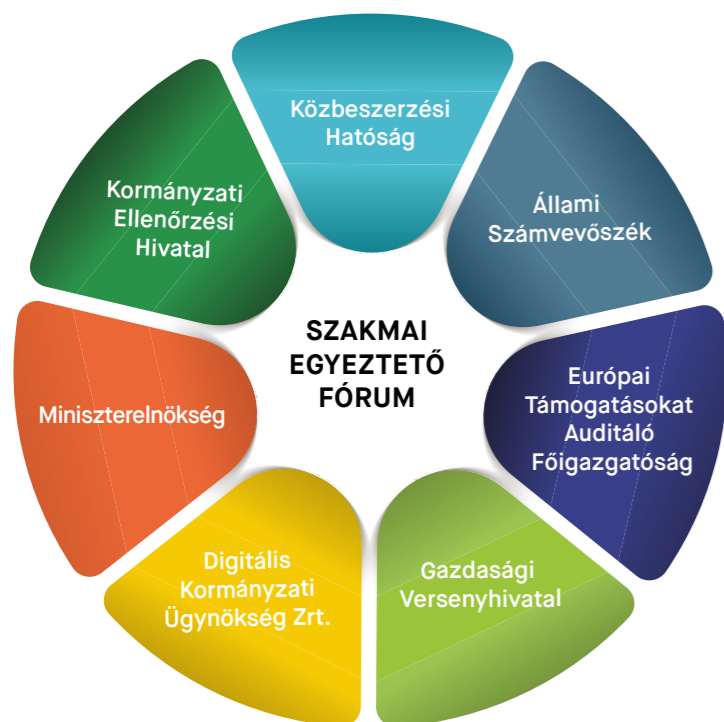 Közbeszerzési
Hatóság
Állami
Számvevőszék
Európai
Támogatásokat
Auditáló
Főigazgatóság
Gazdasági
Versenyhivatal
Digitális
Kormányzati
Ügynökség Zrt.
Miniszterelnökség
Kormányzati
Ellenőrzési
Hivatal
SZAKMAI
EGYEZTETŐ
FÓRUM